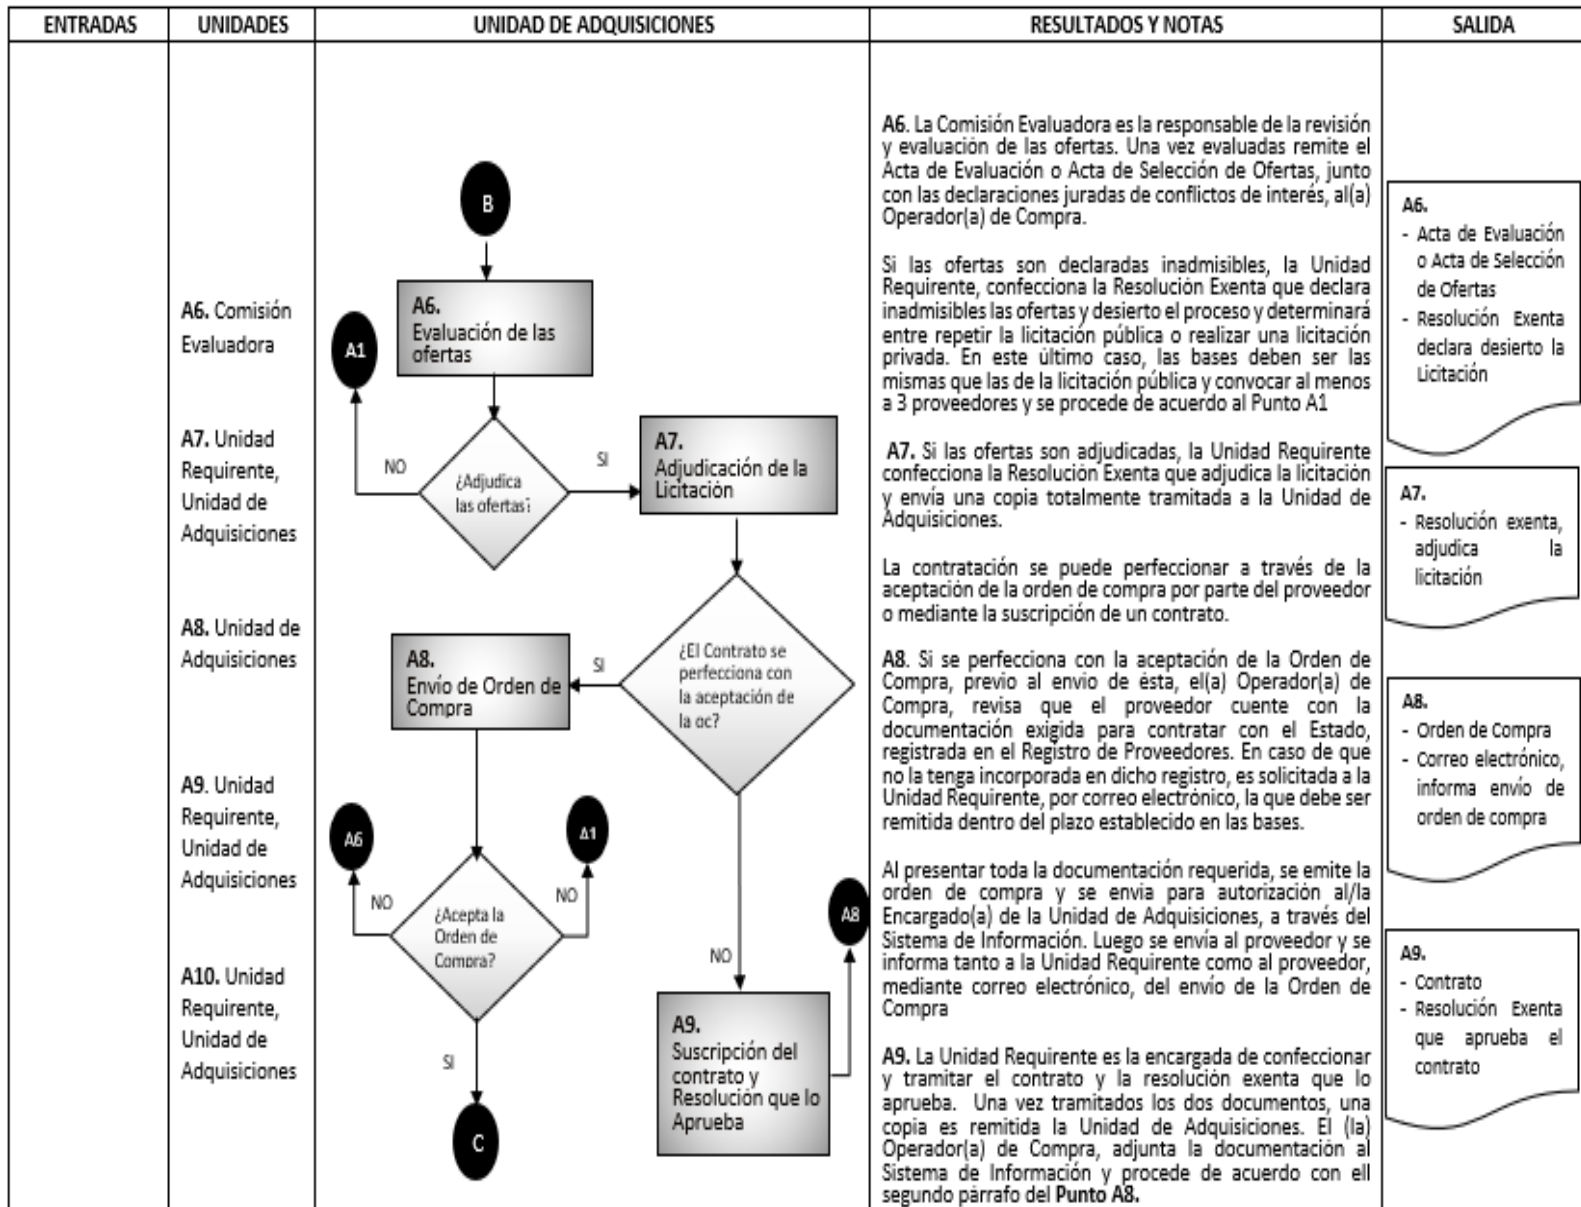 ENTRADAS
UNIDADES
UNIDAD DE ADQUISICIONES
RESULTADOS Y NOTAS
SALIDA
A6. Comisión
Evaluadora
A7. Unidad
Requirente,
Unidad de
Adquisiciones
A8. Unidad de
Adquisiciones
A9. Unidad
Requirente,
Unidad de
Adquisiciones
A10. Unidad
Requirente,
Unidad de
Adquisiciones
B
A6.
Evaluación de las
ofertas
A1
NO
¿Adjudica
las ofertas¡
SI
A7.
Adjudicación de la
Licitación
¿El Contrato se
perfecciona con
la aceptación de
la oc?
SI
A8.
Envío de Orden de
Compra
A6
A1
NO
¿Acepta la
Orden de
Compra?
NO
SI
C
NO
A8
A9.
Suscripción del
contrato y
Resolución que lo
Aprueba
A6. La Comisión Evaluadora es la responsable de la revisión
y evaluación de las ofertas. Una vez evaluadas remite el
Acta de Evaluación o Acta de Selección de Ofertas, junto
con las declaraciones juradas de conflictos de interés, al(a)
Operador(a) de Compra.
Si las ofertas son declaradas inadmisibles, la Unidad
Requirente, confecciona la Resolución Exenta que declara
inadmisibles las ofertas y desierto el proceso y determinará
entre repetir la licitación pública o realizar una licitación
privada. En este último caso, las bases deben ser las
mismas que las de la licitación pública y convocar al menos
a 3 proveedores y se procede de acuerdo al Punto A1
A7. Si las ofertas son adjudicadas, la Unidad Requirente
confecciona la Resolución Exenta que adjudica la licitación
y envía una copia totalmente tramitada a la Unidad de
Adquisiciones.
La contratación se puede perfeccionar a través de la
aceptación de la orden de compra por parte del proveedor
o mediante la suscripción de un contrato.
A8. Si se perfecciona con la aceptación de la Orden de
Compra, previo al envio de ésta, el(a) Operador(a) de
Compra, revisa que el proveedor cuente con la
documentación exigida para contratar con el Estado,
registrada en el Registro de Proveedores. En caso de que
no la tenga incorporada en dicho registro, es solicitada a la
Unidad Requirente, por correo electrónico, la que debe ser
remitida dentro del plazo establecido en las bases.
Al presentar toda la documentación requerida, se emite la
orden de compra y se envia para autorización al/la
Encargado(a) de la Unidad de Adquisiciones, a través del
Sistema de Información. Luego se envía al proveedor y se
informa tanto a la Unidad Requirente como al proveedor,
mediante correo electrónico, del envío de la Orden de
Compra
A9. La Unidad Requirente es la encargada de confeccionar
y tramitar el contrato y la resolución exenta que lo
aprueba. Una vez tramitados los dos documentos, una
copia es remitida la Unidad de Adquisiciones. El (la)
Operador(a) de Compra, adjunta la documentación al
Sistema de Información y procede de acuerdo con ell
segundo párrafo del Punto A8.
A6.
- Acta de Evaluación
o Acta de Selección
de Ofertas
- Resolución Exenta
declara desierto la
Licitación
A7.
- Resolución exenta,
adjudica la
licitación
A8.
- Orden de Compra
- Correo electrónico,
informa envío de
orden de compra
A9.
- Contrato
- Resolución Exenta
que aprueba el
contrato